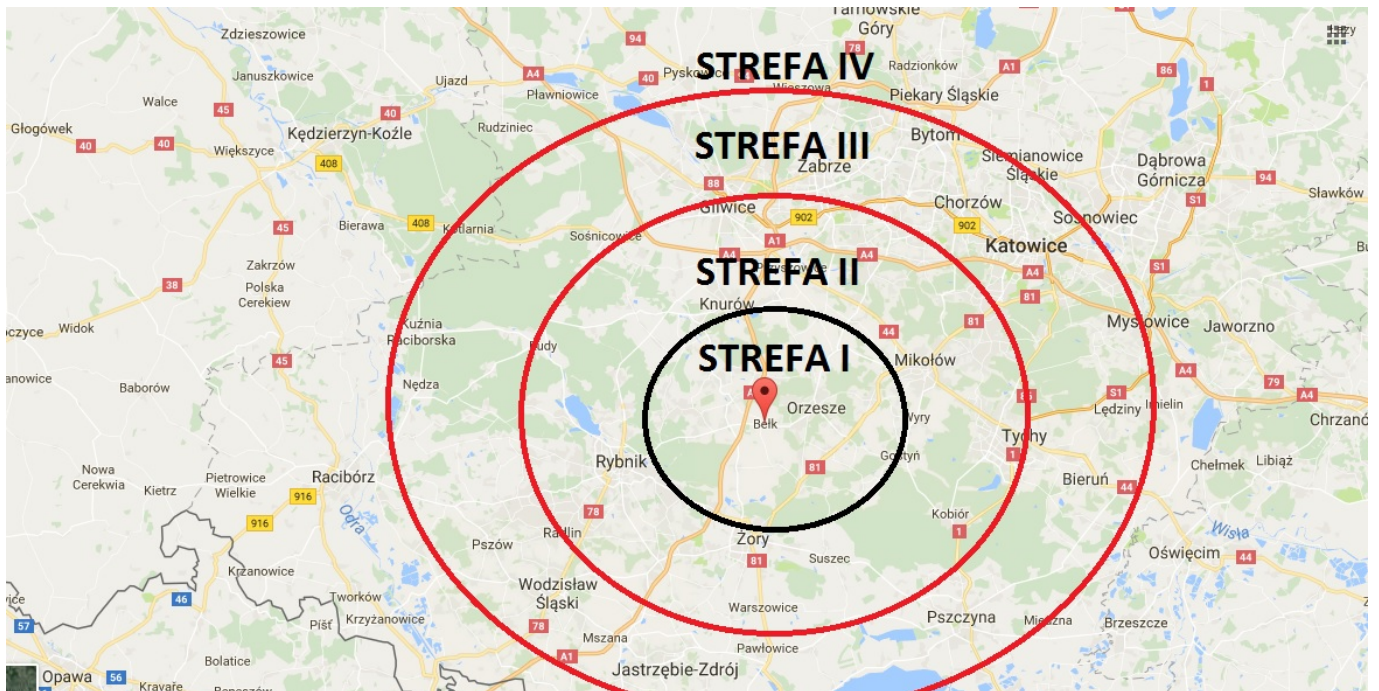 Tarnowskie
Góry
Zdzieszowice
94
78
STREFA IV
Radzionków
A1
86
1
Januszkowice
Ujazd
A4
40
Pyskowice
Wieszowa
Piekary Śląskie
Walce
45
40
Pławniowice
Głogówek
40
40
Większyce
Kędzierzyn-Koźle
Rudziniec
Bytom
STREFA III
408
Zabrze
Siemianowice
Śląskie
Dąbrowa
Górnicza
94
Sławków
88
S1
Gliwice
902
Chorzów
Sosnowiec
45
Bierawa
408
Kotlarnia
Sośnicowice
902
Katowice
A1
A4
A4
Zakrzów
STREFA II
A4
S1
38
Polska
Cerekiew
81
Knurów
Widok
Kuźnia
Raciborska
44
81
Mysłowice
Jaworzno
45
Rudy
STREFA I
Mikołów
Baborów
Nędza
A4
79
A4
86
S1
Lędziny
Imielin
Orzesze
Bełk
Wyry
Chrzanó
Tychy
1
Rybnik
Gostyń
81
Nowa
Cerekwia
Kietrz
Pietrowice
Wielkie
Racibórz
Bieruń
44
Chełmek
Libiąż
916
916
Odra
78
Radlin
Kobiór
1
Wisła
Pszów
Żory
81
Suszec
Oświęcim
44
Krzanowice
46
Tworków
Wodzisław
Śląski
Warszowice
57
Píšť
Krzyżanowice
78
Pszczyna
Miedźna
Brzeszcze
Mszana
Pawłowice
Bolatice
A1
Jastrzębie-Zdrój
Opawa
56
Kravaře